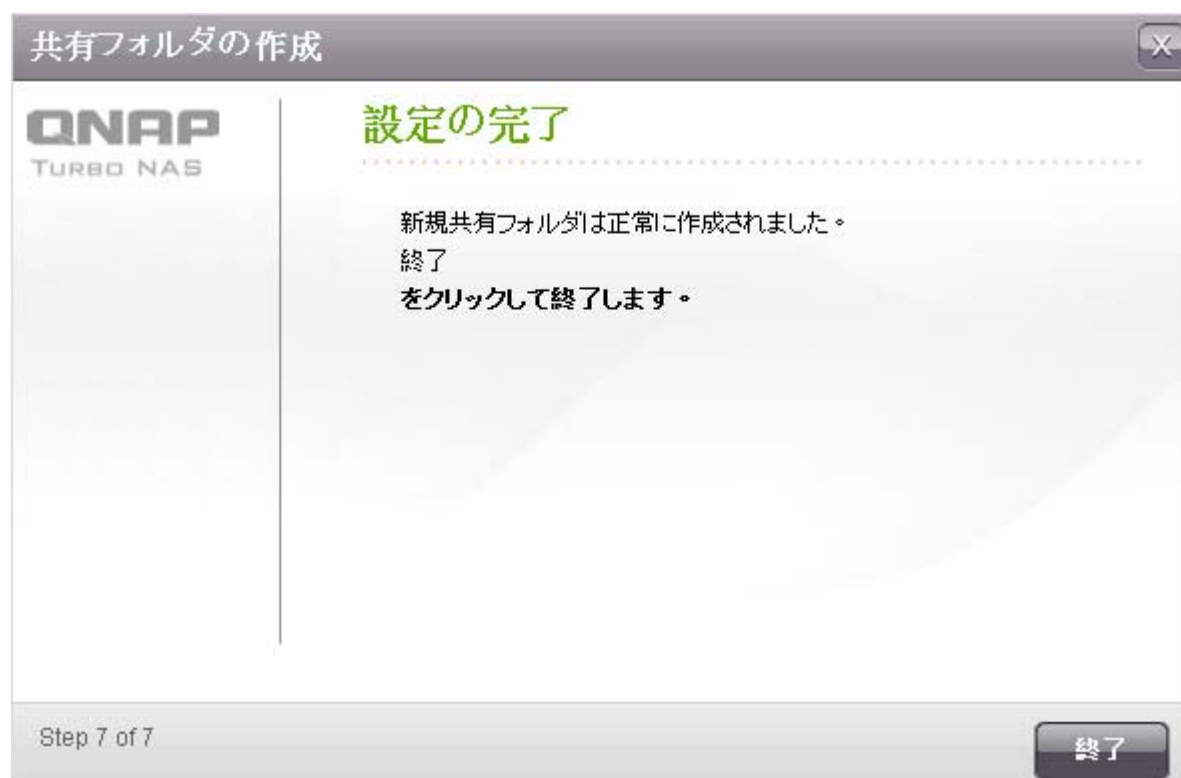 共有フォルダの作成
X
QNAP
TURBO NAS
設定の完了
新規共有フォルダは正常に作成されました。
終了
をクリックして終了します。
Step 7 of 7
終了